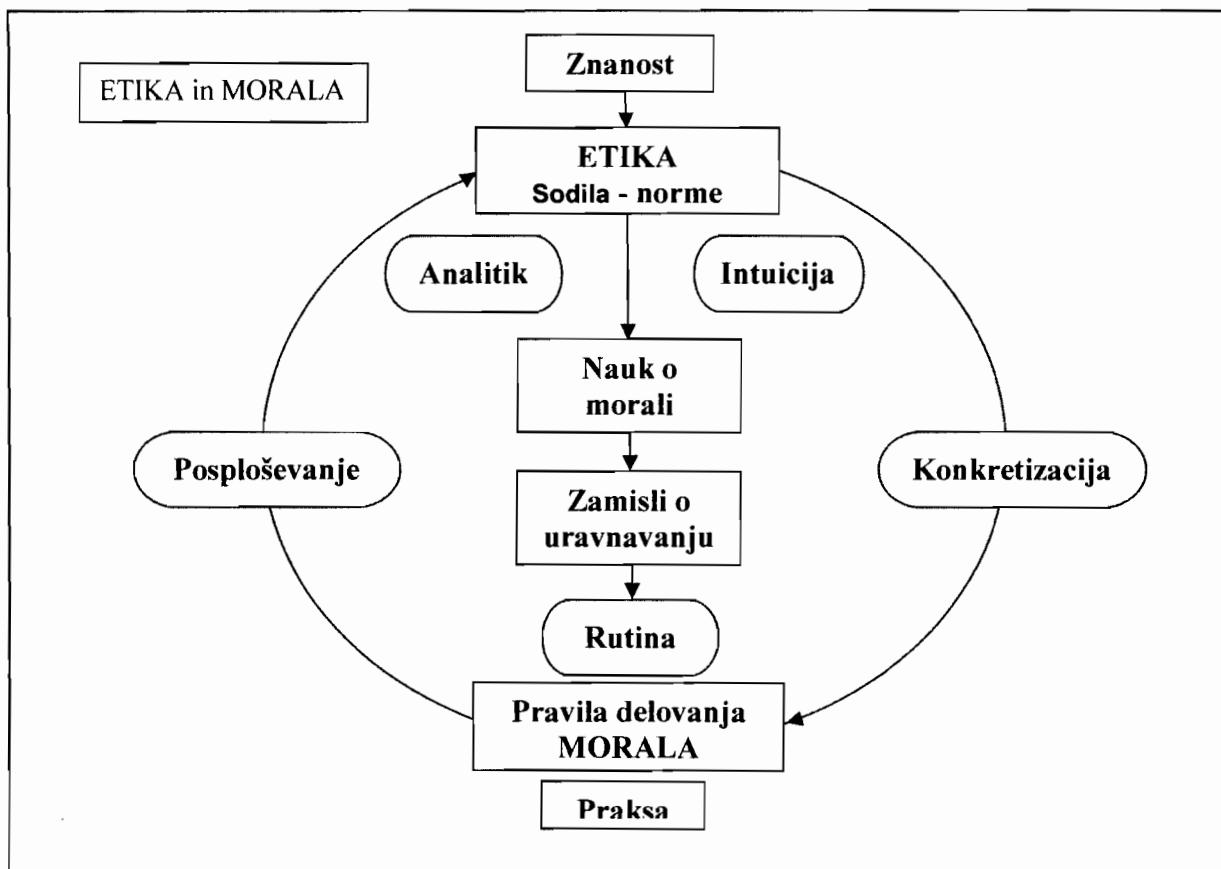 ETIKA in MORALA
Znanost
ETIKA
Sodila - norme
Analitik
Intuicija
Nauk o
morali
Posploševanje
Konkretizacija
Zamisli o
uravnavanju
Rutina
Pravila delovanja
MORALA
Praksa